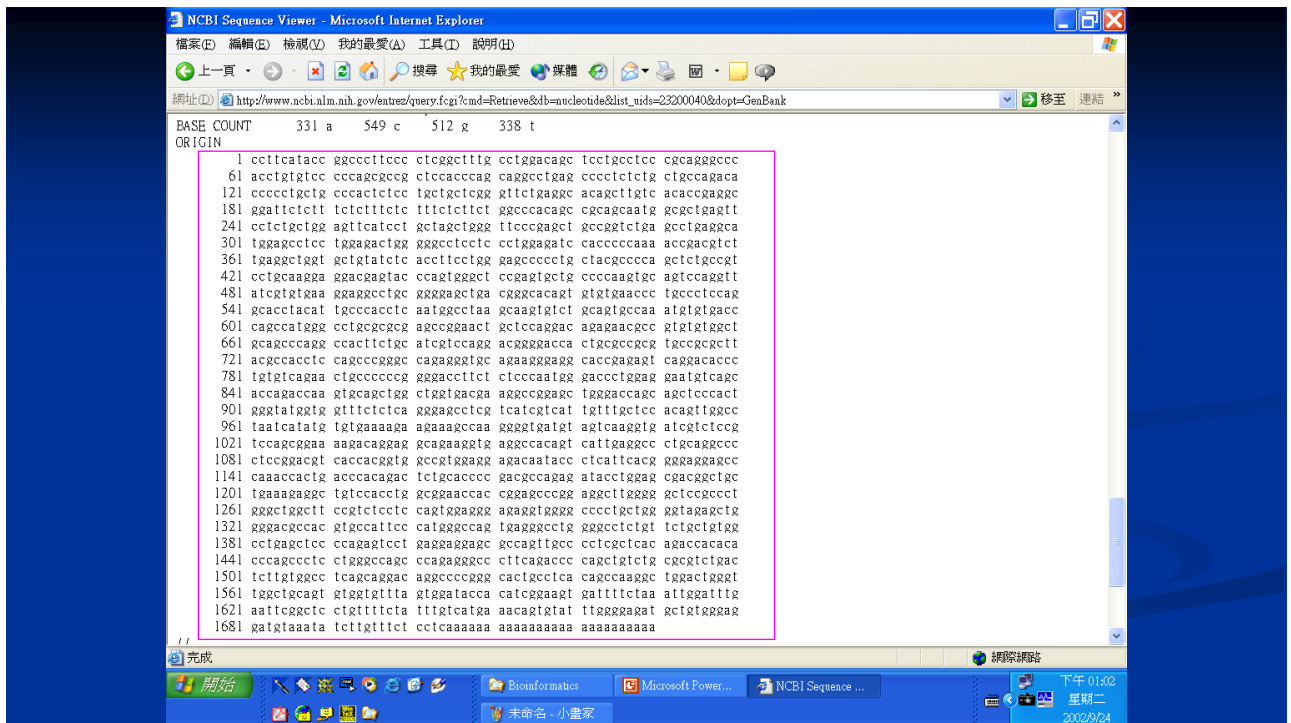 NCBI Sequence Viewer - Microsoft Internet Explorer
檔案(F) 編輯(E) 檢視(V) 我的最愛(A) 工具(T) 說明(H)
上一頁 搜尋 我的最愛 媒體
網址(D) http://www.ncbi.nlm.nih.gov/entrez/query.fcgi?cmd=Retrieve&db=nucleotide&list_uids=23200040&dopt=GenBank 移至 連結 »
BASE COUNT 331 a 549 c 512 g 338 t
ORIGIN
1 ccttcatacc ggcccttccc ctcggctttg cctggacagc tcctgcctcc cgcagggccc
61 acctgtgtcc cccagcgccg ctccacccag caggcctgag cccctctctg ctgccagaca
121 ccccctgctg cccactctcc tgctgctcgg gttctgaggc acagcttgtc acaccgaggc
181 ggattctctt tctctttctc tttctcttct ggcccacagc cgcagcaatg gcgctgagtt
241 cctctgctgg agttcatcct gctagctggg ttcccgagct gccggtctga gcctgaggca
301 tggagcctcc tggagactgg gggcctcctc cctggagatc cacccccaaa accgacgtct
361 tgaggctggt gctgtatctc accttcctgg gagccccctg ctacgcccca gctctgccgt
421 cctgcaagga ggacgagtac ccagtgggct ccgagtgctg ccccaagtgc agtccaggtt
481 atcgtgtgaa ggaggcctgc ggggagctga cgggcacagt gtgtgaaccc tgccctccag
541 gcacctacat tgcccacctc aatggcctaa gcaagtgtct gcagtgccaa atgtgtgacc
601 cagccatggg cctgcgcgcg agccggaact gctccaggac agagaacgcc gtgtgtggct
661 gcagcccagg ccacttctgc atcgtccagg acggggacca ctgcgccgcg tgccgcgctt
721 acgccacctc cagcccgggc cagagggtgc agaagggagg caccgagagt caggacaccc
781 tgtgtcagaa ctgccccccg gggaccttct ctcccaatgg gaccctggag gaatgtcagc
841 accagaccaa gtgcagctgg ctggtgacga aggccggagc tgggaccagc agctcccact
901 gggtatggtg gtttctctca gggagcctcg tcatcgtcat tgtttgctcc acagttggcc
961 taatcatatg tgtgaaaaga agaaagccaa ggggtgatgt agtcaaggtg atcgtctccg
1021 tccagcggaa aagacaggag gcagaaggtg aggccacagt cattgaggcc ctgcaggccc
1081 ctccggacgt caccacggtg gccgtggagg agacaatacc ctcattcacg gggaggagcc
1141 caaaccactg acccacagac tctgcacccc gacgccagag atacctggag cgacggctgc
1201 tgaaagaggc tgtccacctg gcggaaccac cggagcccgg aggcttgggg gctccgccct
1261 gggctggctt ccgtctcctc cagtggaggg agaggtgggg cccctgctgg ggtagagctg
1321 gggacgccac gtgccattcc catgggccag tgagggcctg gggcctctgt tctgctgtgg
1381 cctgagctcc ccagagtcct gaggaggagc gccagttgcc cctcgctcac agaccacaca
1441 cccagccctc ctgggccagc ccagagggcc cttcagaccc cagctgtctg cgcgtctgac
1501 tcttgtggcc tcagcaggac aggccccggg cactgcctca cagccaaggc tggactgggt
1561 tggctgcagt gtggtgttta gtggatacca catcggaagt gattttctaa attggatttg
1621 aattcggctc ctgttttcta tttgtcatga aacagtgtat ttggggagat gctgtgggag
1681 gatgtaaata tcttgtttct cctcaaaaaa aaaaaaaaaa aaaaaaaaaa
//
完成 網際網路
開始 Bioinformatics Microsoft Power... NCBI Sequence ... 下午 01:02
未命名 - 小畫家 星期二
2002/9/24